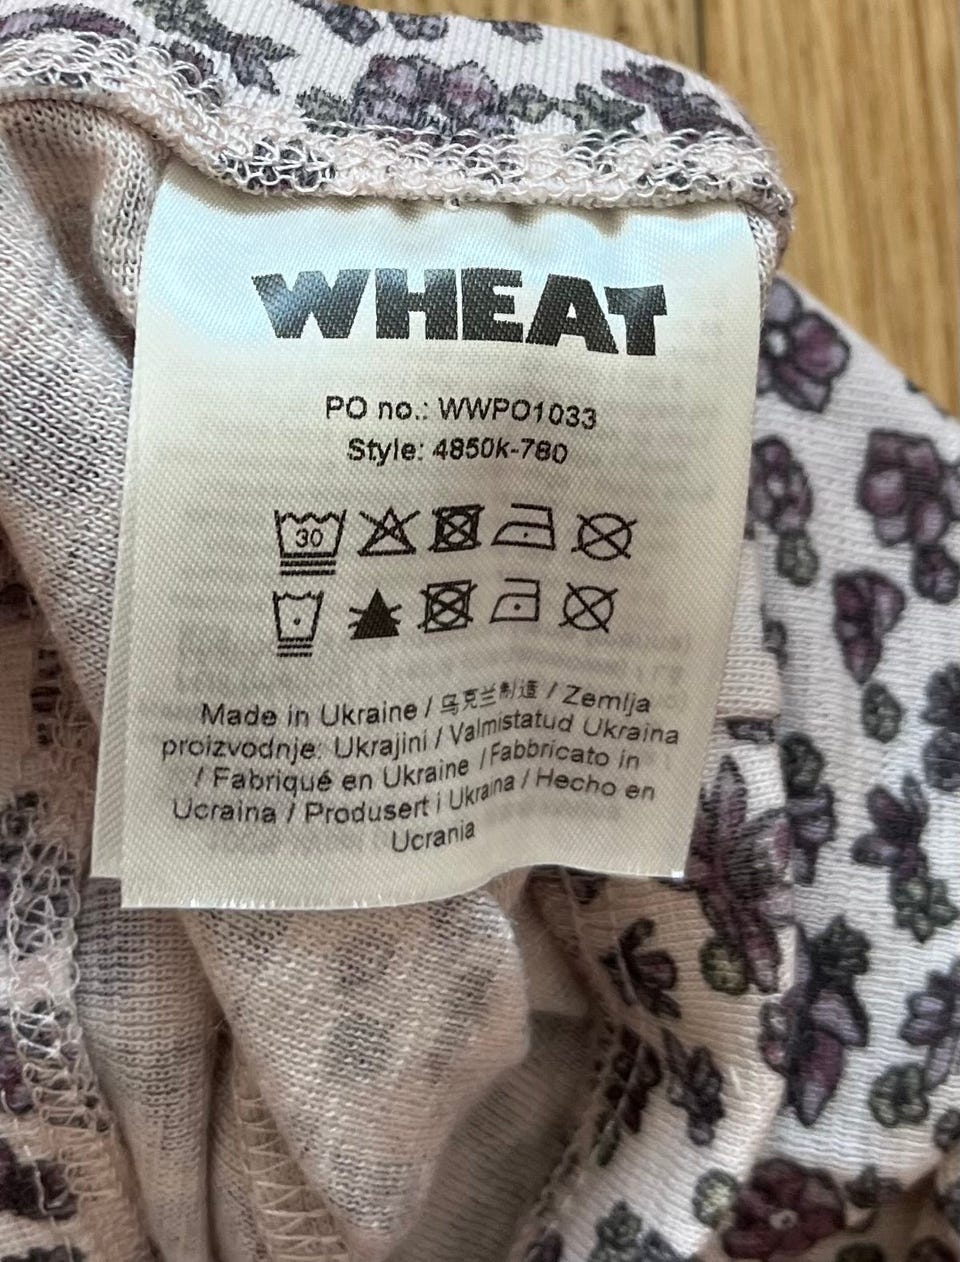 WHEAT
PO no.: WWPO1033
Style: 4850k-780
30
Made in Ukraine / 乌克兰制造 / Zemlja
proizvodnje: Ukrajini / Valmistatud Ukraina
/ Fabriqué en Ukraine / Fabbricato in
Ucraina / Produsert i Ukraina / Hecho en
Ucrania